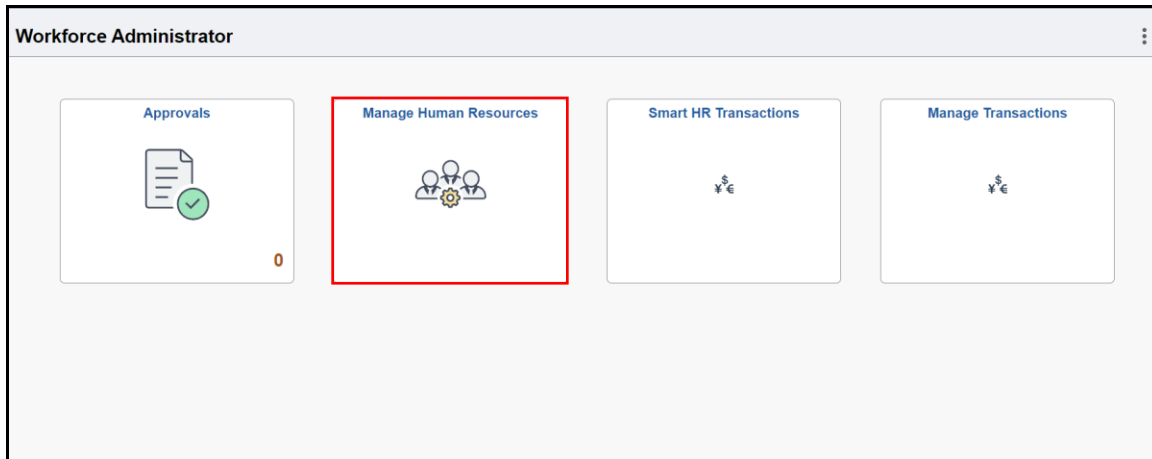 Workforce Administrator
Approvals
Manage Human Resources
Smart HR Transactions
Manage Transactions
¥$€
¥$€
0